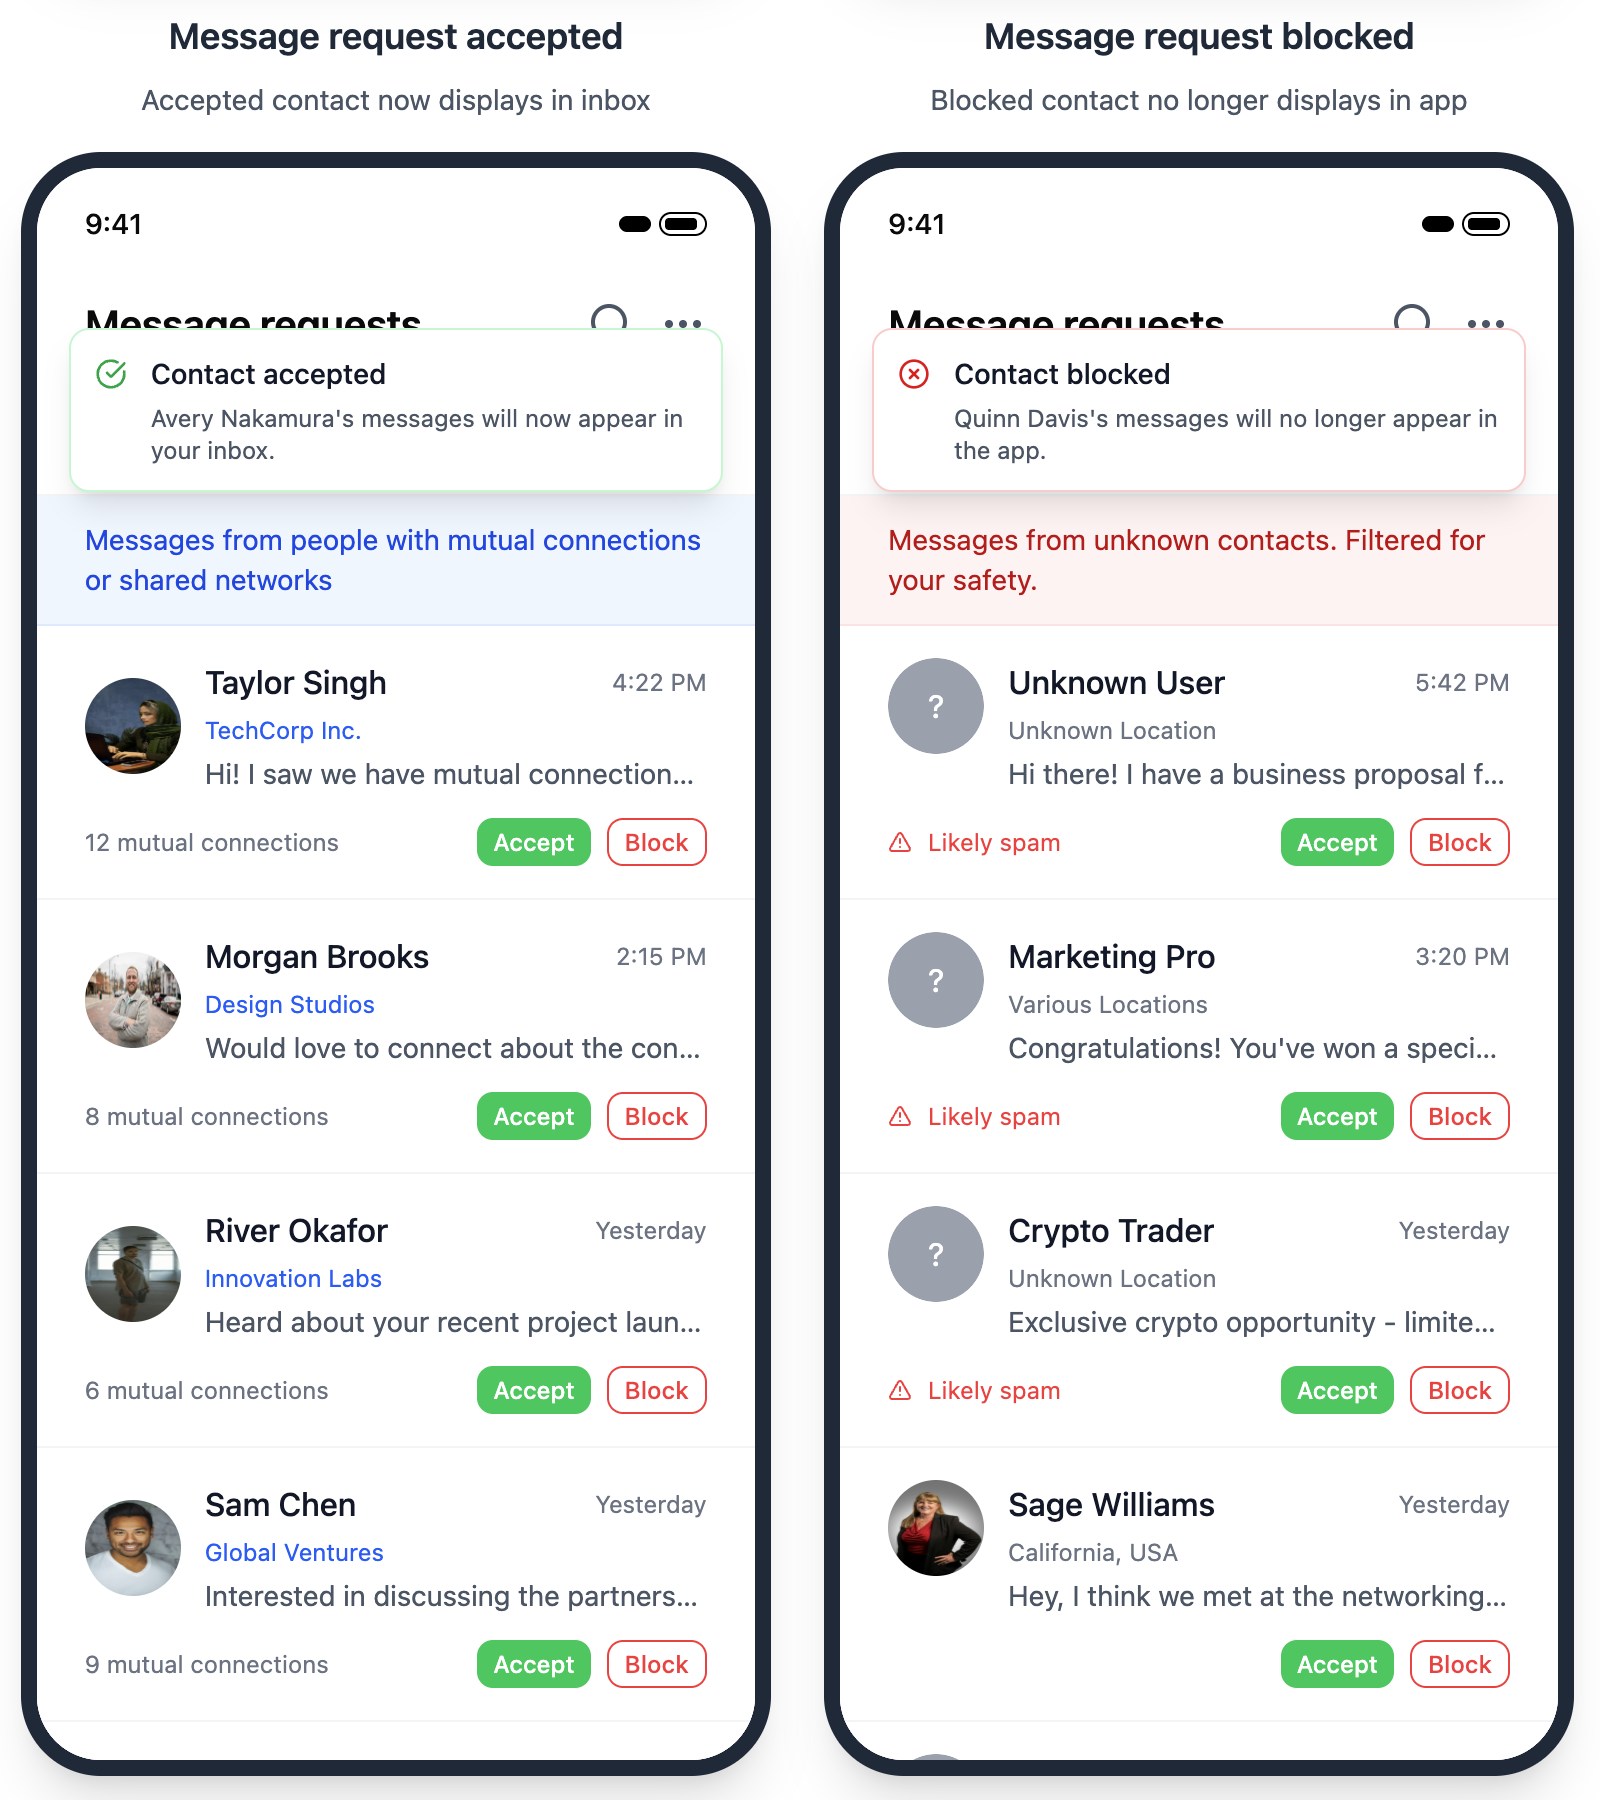 Message request accepted
Accepted contact now displays in inbox
9:41
Message requests
Contact accepted
Avery Nakamura's messages will now appear in
your inbox.
Messages from people with mutual connections
or shared networks
Taylor Singh
4:22 PM
TechCorp Inc.
Hi! I saw we have mutual connection...
12 mutual connections
Accept
Block
Morgan Brooks
2:15 PM
Design Studios
Would love to connect about the con...
8 mutual connections
Accept
Block
River Okafor
Yesterday
Innovation Labs
Heard about your recent project laun...
6 mutual connections
Accept
Block
Sam Chen
Yesterday
Global Ventures
Interested in discussing the partners...
9 mutual connections
Accept
Block
Message request blocked
Blocked contact no longer displays in app
9:41
Message requests
Contact blocked
Quinn Davis's messages will no longer appear in
the app.
Messages from unknown contacts. Filtered for
your safety.
?
Unknown User
5:42 PM
Unknown Location
Hi there! I have a business proposal f...
Likely spam
Accept
Block
?
Marketing Pro
3:20 PM
Various Locations
Congratulations! You've won a speci...
Likely spam
Accept
Block
?
Crypto Trader
Yesterday
Unknown Location
Exclusive crypto opportunity - limite...
Likely spam
Accept
Block
Sage Williams
Yesterday
California, USA
Hey, I think we met at the networking...
Accept
Block